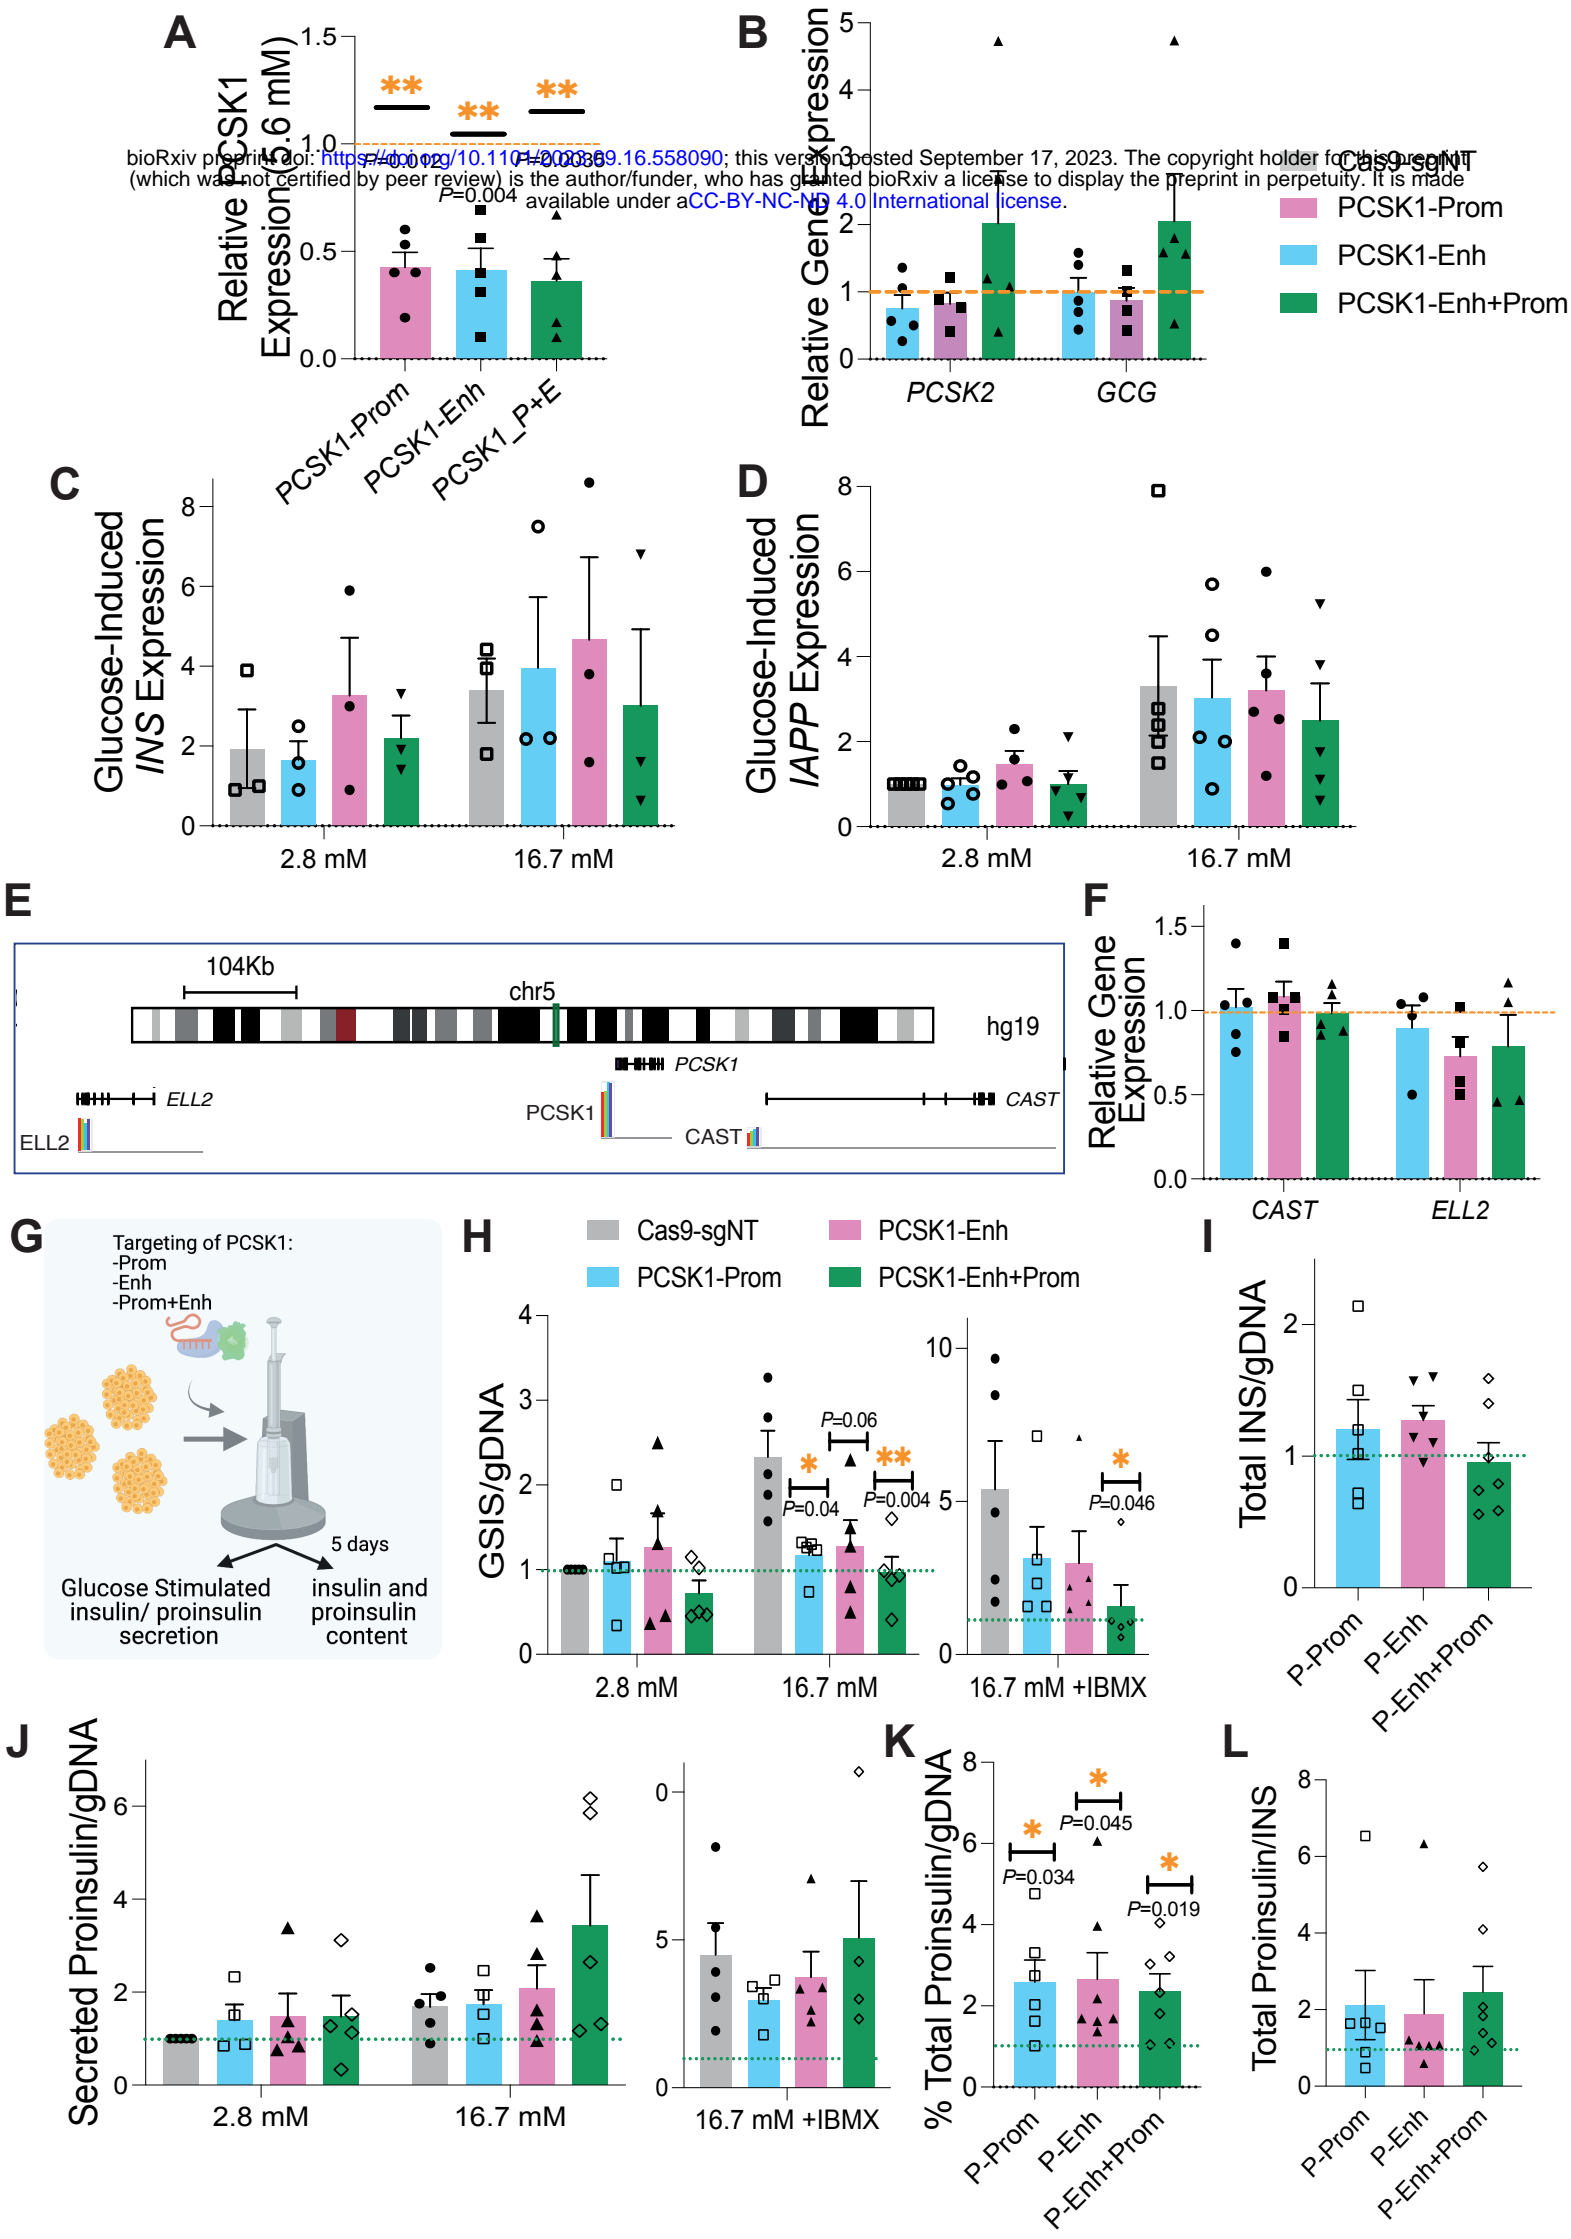 A
Relative PCSK1
Expression (5.6 mM)
1.5
1.0
0.5
0.0
**
**
**
P=0.012
P=0.004
P=0.0035
PCSK1-Prom
PCSK1-Enh
PCSK1_P+E
B
Relative Gene Expression
5
4
3
2
1
0
PCSK2
GCG
bioRxiv preprint doi: https://doi.org/10.1101/2023.09.16.558090; this version posted September 17, 2023. The copyright holder for this preprint
(which was not certified by peer review) is the author/funder, who has granted bioRxiv a license to display the preprint in perpetuity. It is made
available under aCC-BY-NC-ND 4.0 International license.
Cas9-sgNT
PCSK1-Prom
PCSK1-Enh
PCSK1-Enh+Prom
C
Glucose-Induced
INS Expression
8
6
4
2
0
2.8 mM
16.7 mM
D
Glucose-Induced
IAPP Expression
8
6
4
2
0
2.8 mM
16.7 mM
E
104Kb
chr5
hg19
PCSK1
ELL2
CAST
PCSK1
CAST
ELL2
F
Relative Gene
Expression
1.5
1.0
0.5
0.0
CAST
ELL2
G
Targeting of PCSK1:
-Prom
-Enh
-Prom+Enh
5 days
Glucose Stimulated
insulin/ proinsulin
secretion
insulin and
proinsulin
content
H
Cas9-sgNT
PCSK1-Enh
PCSK1-Prom
PCSK1-Enh+Prom
GSIS/gDNA
4
3
2
1
0
*
P=0.04
P=0.06
**
P=0.004
2.8 mM
16.7 mM
10
5
0
*
P=0.046
16.7 mM +IBMX
I
Total INS/gDNA
2
1
0
P-Prom
P-Enh
P-Enh+Prom
J
Secreted Proinsulin/gDNA
6
4
2
0
2.8 mM
16.7 mM
0
5
0
16.7 mM +IBMX
K
% Total Proinsulin/gDNA
8
6
4
2
0
*
P=0.034
*
P=0.045
*
P=0.019
P-Prom
P-Enh
P-Enh+Prom
L
Total Proinsulin/INS
8
6
4
2
0
P-Prom
P-Enh
P-Enh+Prom